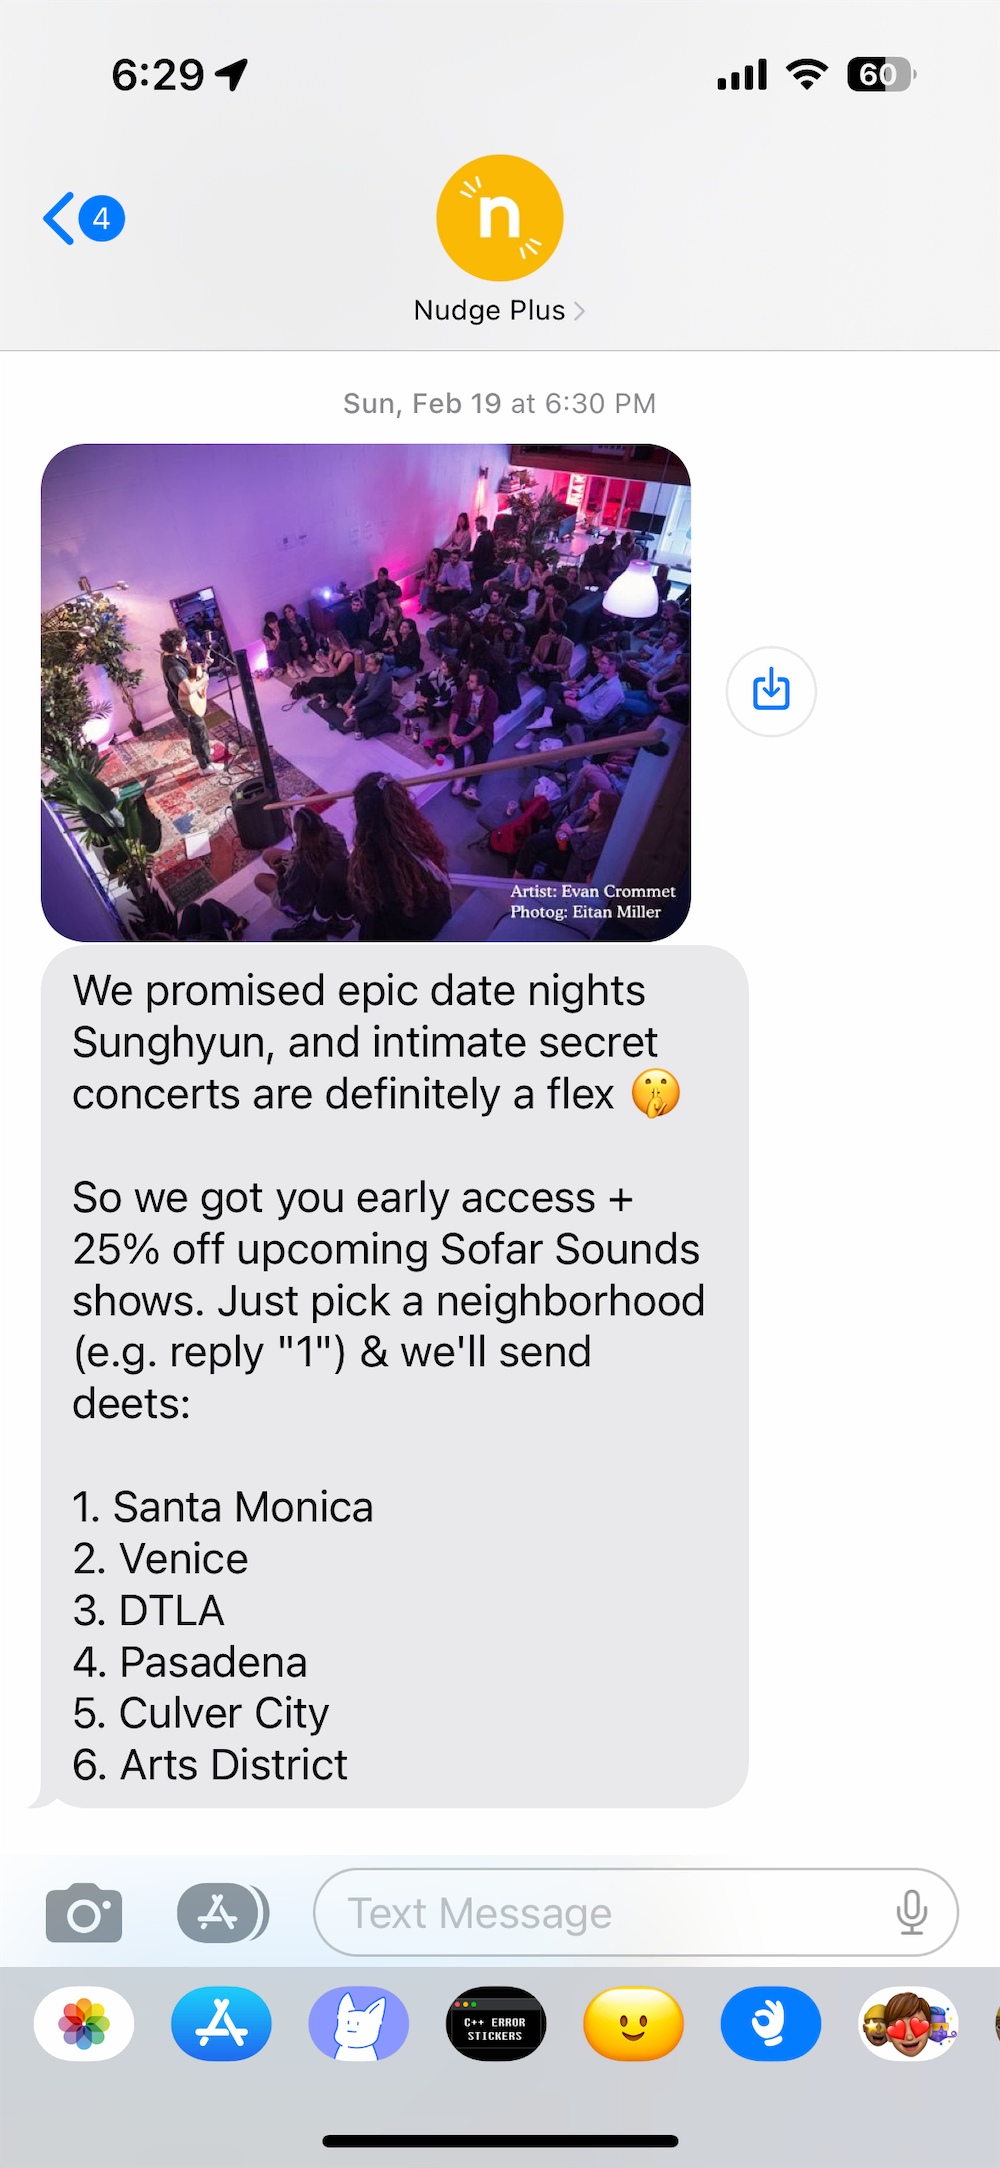 6:29
60
4
n
Nudge Plus
Sun, Feb 19 at 6:30 PM
Artist: Evan Crommet
Photog: Eitan Miller
We promised epic date nights
Sunghyun, and intimate secret
concerts are definitely a flex 🤫
So we got you early access +
25% off upcoming Sofar Sounds
shows. Just pick a neighborhood
(e.g. reply "1") & we'll send
deets:
1. Santa Monica
2. Venice
3. DTLA
4. Pasadena
5. Culver City
6. Arts District
Text Message
C++ ERROR
STICKERS